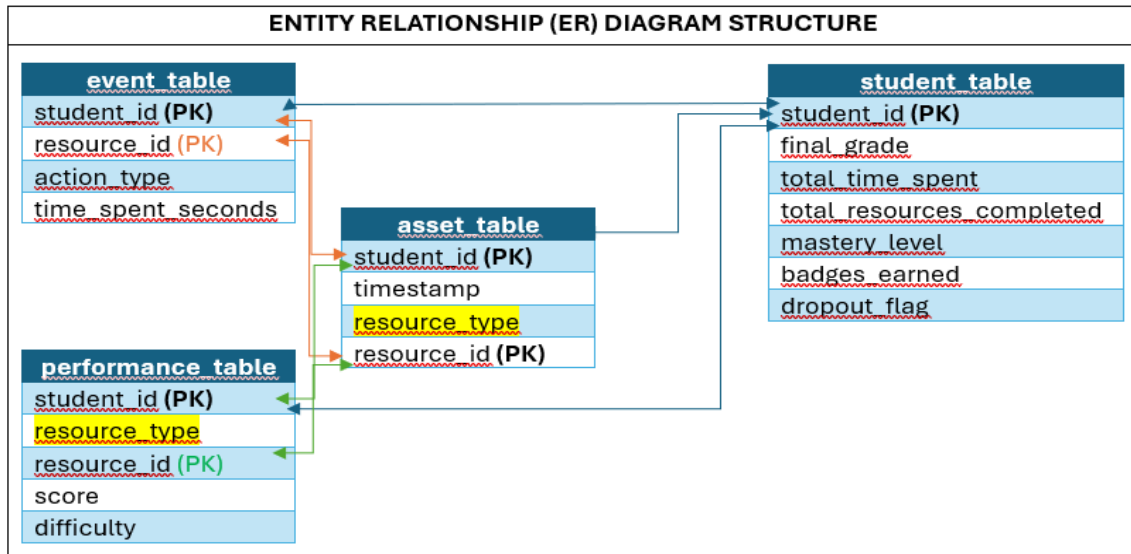 ENTITY RELATIONSHIP (ER) DIAGRAM STRUCTURE
event_table
student_id (PK)
resource_id (PK)
action_type
time_spent_seconds
student_table
student_id (PK)
final_grade
total_time_spent
total_resources_completed
mastery_level
badges_earned
dropout_flag
asset_table
student_id (PK)
timestamp
resource_type
resource_id (PK)
performance_table
student_id (PK)
resource_type
resource_id (PK)
score
difficulty